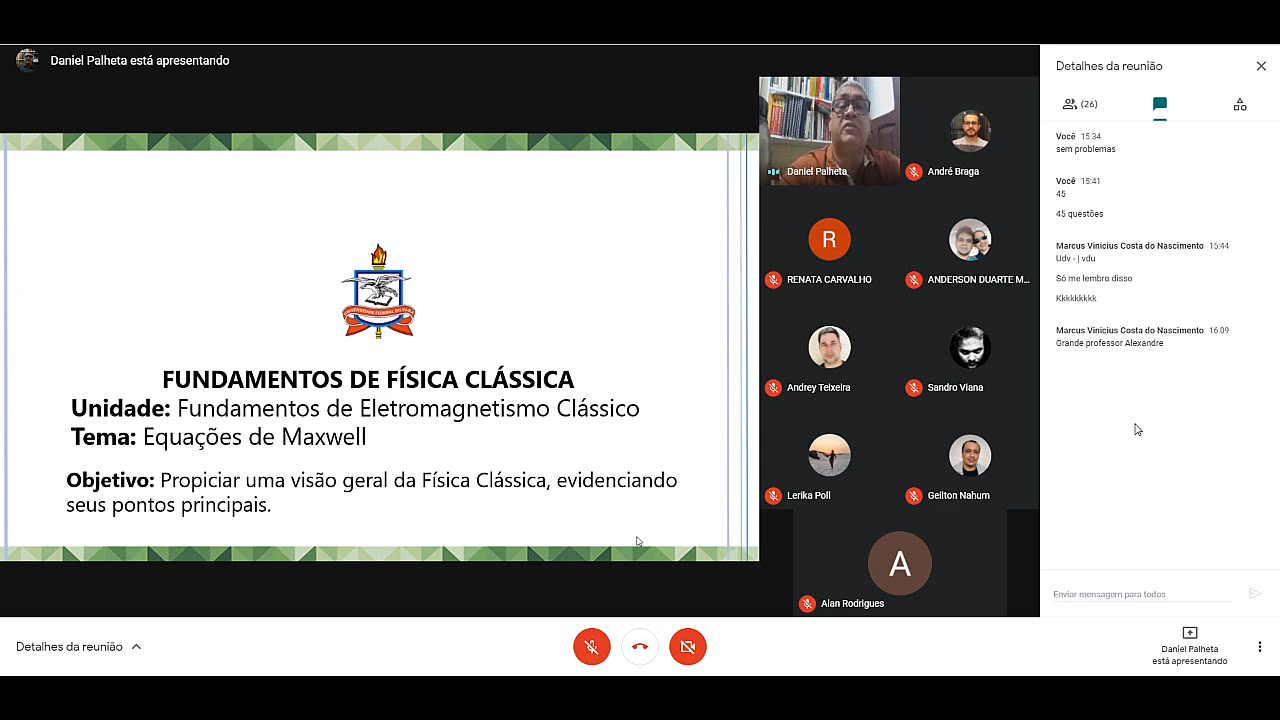 Daniel Palheta está apresentando
UNIVERSIDADE FEDERAL DO PARÁ
FUNDAMENTOS DE FÍSICA CLÁSSICA
Unidade: Fundamentos de Eletromagnetismo Clássico
Tema: Equações de Maxwell
Objetivo: Propiciar uma visão geral da Física Clássica, evidenciando
seus pontos principais.
Daniel Palheta
André Braga
R
RENATA CARVALHO
ANDERSON DUARTE M...
Andrey Teixeira
Sandro Viana
Lerika Poll
Geilton Nahum
A
Alan Rodrigues
Detalhes da reunião
(26)
Você 15:34
sem problemas
Você 15:41
45
45 questões
Marcus Vinicius Costa do Nascimento 15:44
Udv - | vdu
Só me lembro disso
Kkkkkkkkk
Marcus Vinicius Costa do Nascimento 16:09
Grande professor Alexandre
Enviar mensagem para todos
Detalhes da reunião
Daniel Palheta
está apresentando